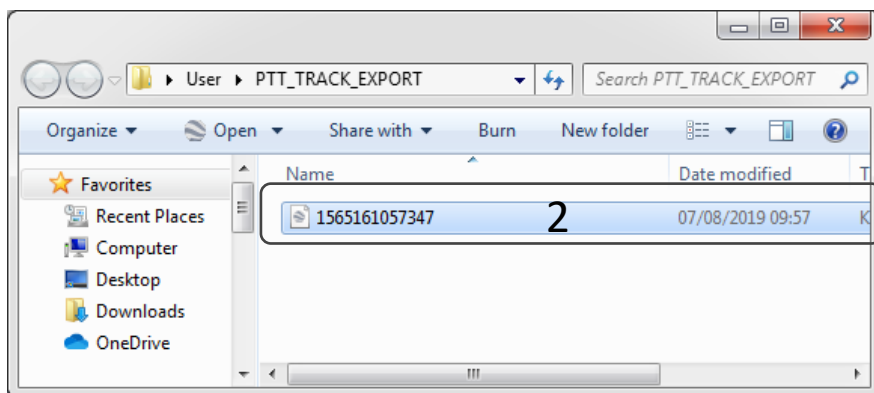 User ▸ PTT_TRACK_EXPORT Search PTT_TRACK_EXPORT
Organize Open Share with Burn New folder
Favorites
Recent Places
Computer
Desktop
Downloads
OneDrive
Name Date modified T
1565161057347 2 07/08/2019 09:57 K